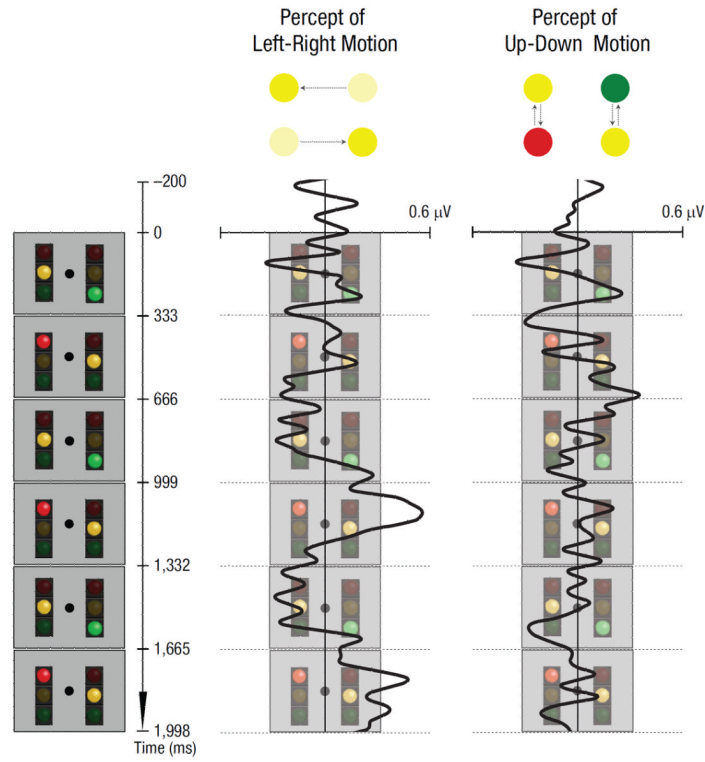 Percept of
Left-Right Motion
Percept of
Up-Down Motion
-200
0
0.6 μV
0.6 μV
333
666
999
1,332
1,665
1,998
Time (ms)